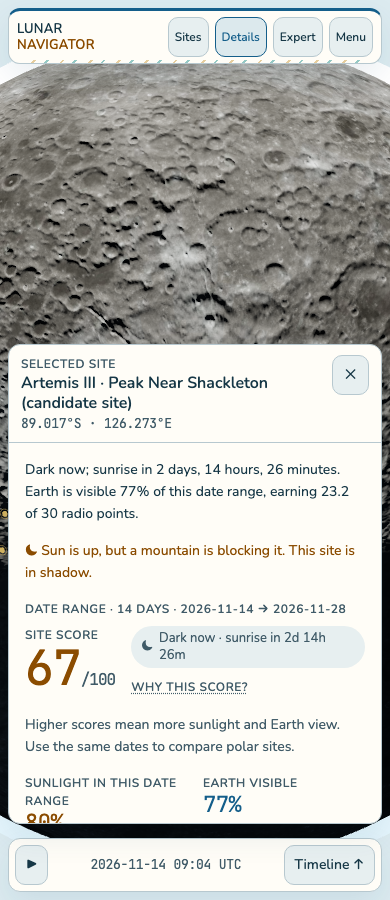 LUNAR
NAVIGATOR
Sites
Details
Expert
Menu
SELECTED SITE
Artemis III · Peak Near Shackleton
(candidate site)
89.017°S · 126.273°E
Dark now; sunrise in 2 days, 14 hours, 26 minutes.
Earth is visible 77% of this date range, earning 23.2
of 30 radio points.
Sun is up, but a mountain is blocking it. This site is
in shadow.
DATE RANGE · 14 DAYS · 2026-11-14 → 2026-11-28
SITE SCORE
67/100
Dark now · sunrise in 2d 14h
26m
WHY THIS SCORE?
Higher scores mean more sunlight and Earth view.
Use the same dates to compare polar sites.
SUNLIGHT IN THIS DATE
RANGE
EARTH VISIBLE
77%
2026-11-14 09:04 UTC
Timeline ↑